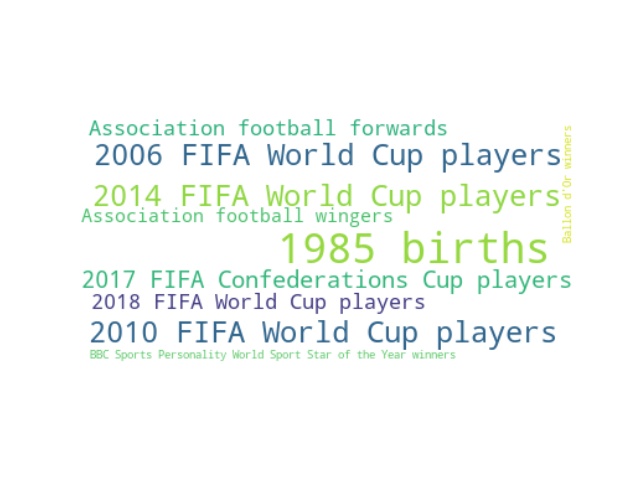 Association football forwards
2006 FIFA World Cup players
2014 FIFA World Cup players
Association football wingers
1985 births
2017 FIFA Confederations Cup players
2018 FIFA World Cup players
2010 FIFA World Cup players
BBC Sports Personality World Sport Star of the Year winners
Ballon d'Or winners